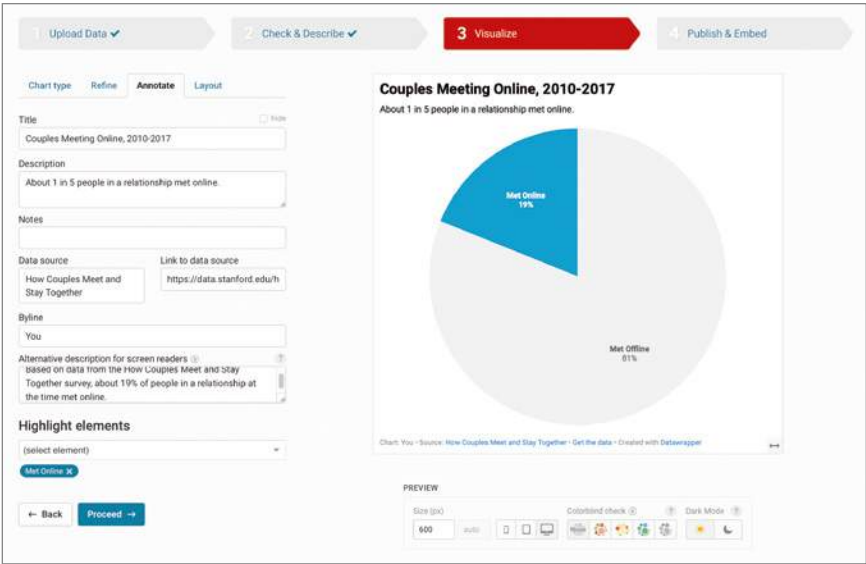 1 Upload Data
2 Check & Describe
3 Visualize
4 Publish & Embed
Chart type Refine Annotate Layout
Title
hide
Couples Meeting Online, 2010-2017
Description
About 1 in 5 people in a relationship met online.
Notes
Data source
Link to data source
How Couples Meet and
Stay Together
https://data.stanford.edu/h
Byline
You
Alternative description for screen readers
Based on data from the How Couples Meet and Stay
Together survey, about 19% of people in a relationship at
the time met online.
Highlight elements
(select element)
Met Online
← Back
Proceed →
Couples Meeting Online, 2010-2017
About 1 in 5 people in a relationship met online.
Met Online
19%
Met Offline
81%
Chart: You • Source: How Couples Meet and Stay Together • Get the data • Created with Datawrapper
PREVIEW
Size (px)
Colorblind check
Dark Mode
600
auto